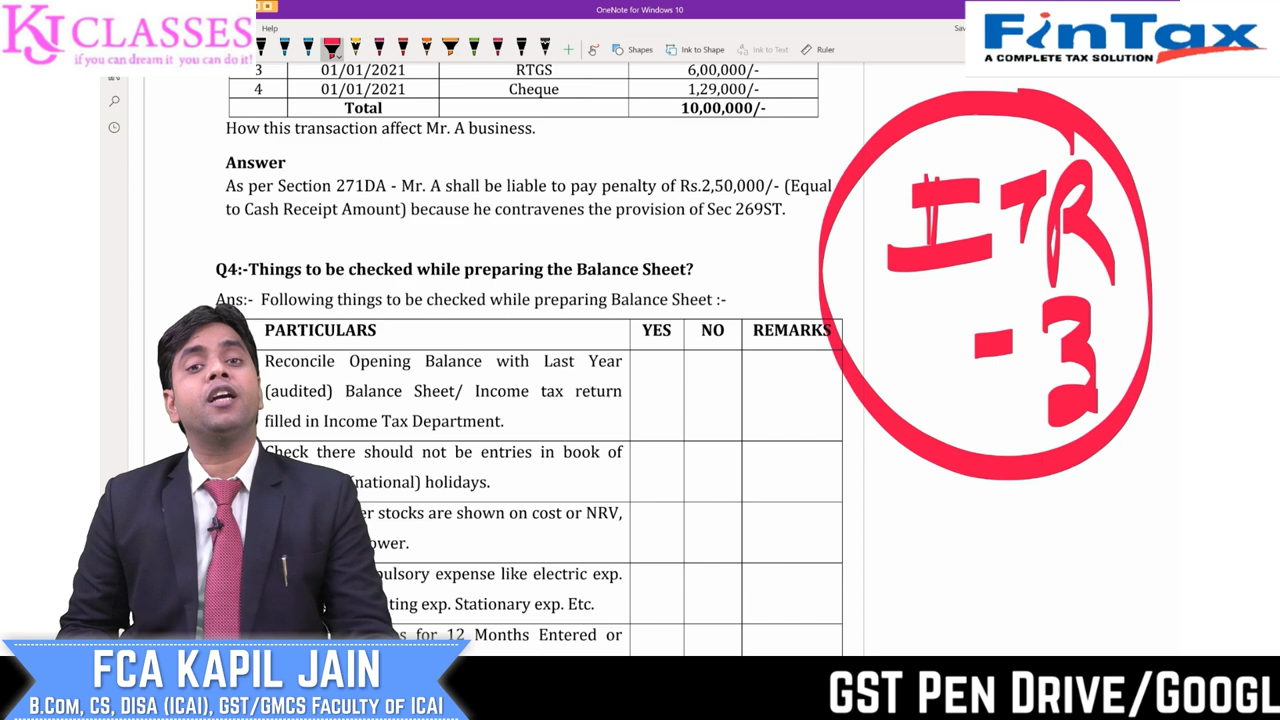 KJ CLASSES
if you can dream it you can do it!
OneNote for Windows 10
FinTax
A COMPLETE TAX SOLUTION
Help
Shapes
Ink to Shape
Ink to Text
Ruler
3 01/01/2021 RTGS 6,00,000/-
4 01/01/2021 Cheque 1,29,000/-
Total 10,00,000/-
How this transaction affect Mr. A business.
Answer
As per Section 271DA - Mr. A shall be liable to pay penalty of Rs.2,50,000/- (Equal
to Cash Receipt Amount) because he contravenes the provision of Sec 269ST.
ITR
- 3
Q4:-Things to be checked while preparing the Balance Sheet?
Ans:- Following things to be checked while preparing Balance Sheet :-
PARTICULARS YES NO REMARKS
Reconcile Opening Balance with Last Year
(audited) Balance Sheet/ Income tax return
filled in Income Tax Department.
Check there should not be entries in book of
(national) holidays.
stocks are shown on cost or NRV,
expense like electric exp.
exp. Stationary exp. Etc.
for 12 Months Entered or
FCA KAPIL JAIN
B.Com, CS, DISA (ICAI), GST/GMCS Faculty of ICAI
GST Pen Drive/Googl